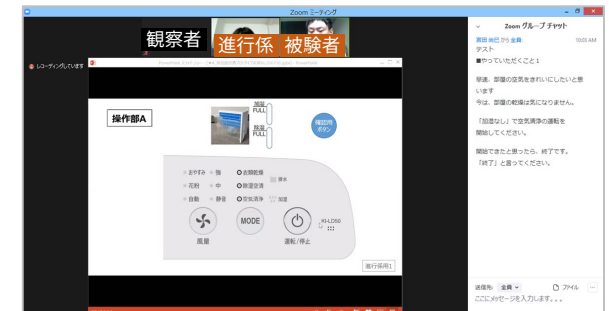 Zoom ミーティング
観察者 進行係 被験者
レコーディングしています
操作部A
加湿
FULL
除湿
FULL
確認用
ボタン
おやすみ 強 衣類乾燥
花粉 中 除湿空清 排水
自動 静音 空気清浄 加湿
MODE
KI-LD50
風量 運転/停止
進行係用1
Zoom グループ チャット
から 全員: 10:03 AM
テスト
■やっていただくこと1
早速、部屋の空気をきれいにしたいと思
います
今は、部屋の乾燥は気になりません。
「加湿なし」で空気清浄の運転を
開始してください。
開始できたと思ったら、終了です。
「終了」と言ってください。
送信先: 全員 ファイル ...
ここにメッセージを入力します。。。